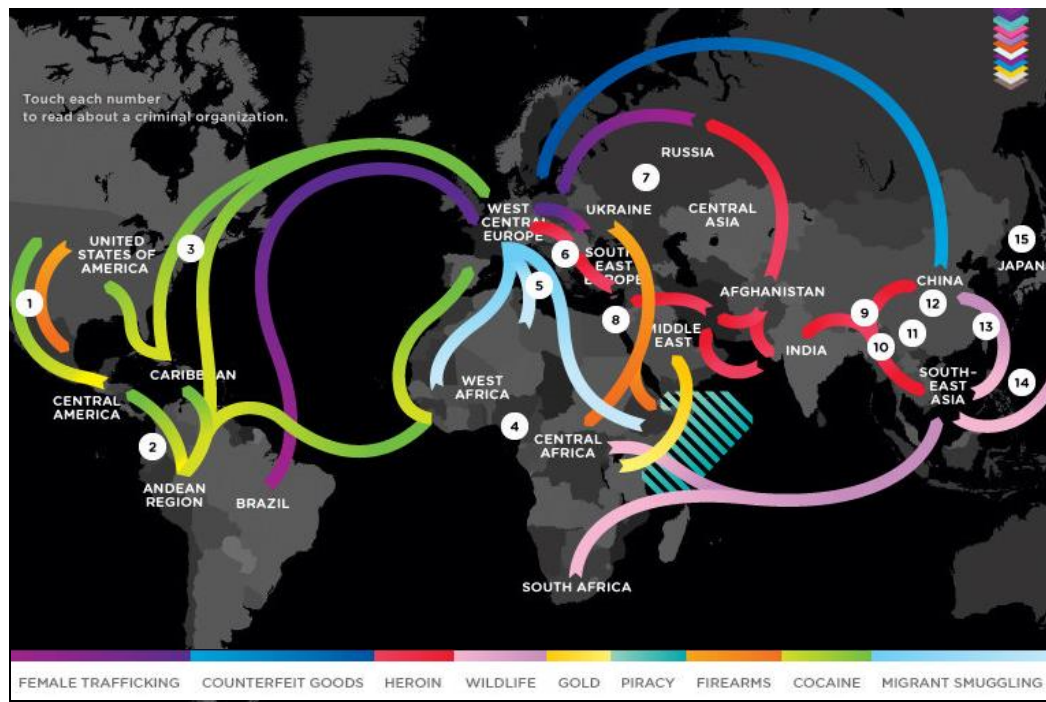 Touch each number
to read about a criminal organization.
RUSSIA
7
WEST
CENTRAL
EUROPE
UKRAINE
CENTRAL
ASIA
UNITED
STATES OF
AMERICA
3
15
JAPAN
6
SOUTH
EAST
EUROPE
5
CHINA
AFGHANISTAN
12
1
8
9
13
MIDDLE
EAST
11
10
INDIA
CARIBBEAN
WEST
AFRICA
SOUTH-
EAST
ASIA
14
CENTRAL
AMERICA
4
2
CENTRAL
AFRICA
ANDEAN
REGION
BRAZIL
SOUTH AFRICA
FEMALE TRAFFICKING COUNTERFEIT GOODS HEROIN WILDLIFE GOLD PIRACY FIREARMS COCAINE MIGRANT SMUGGLING